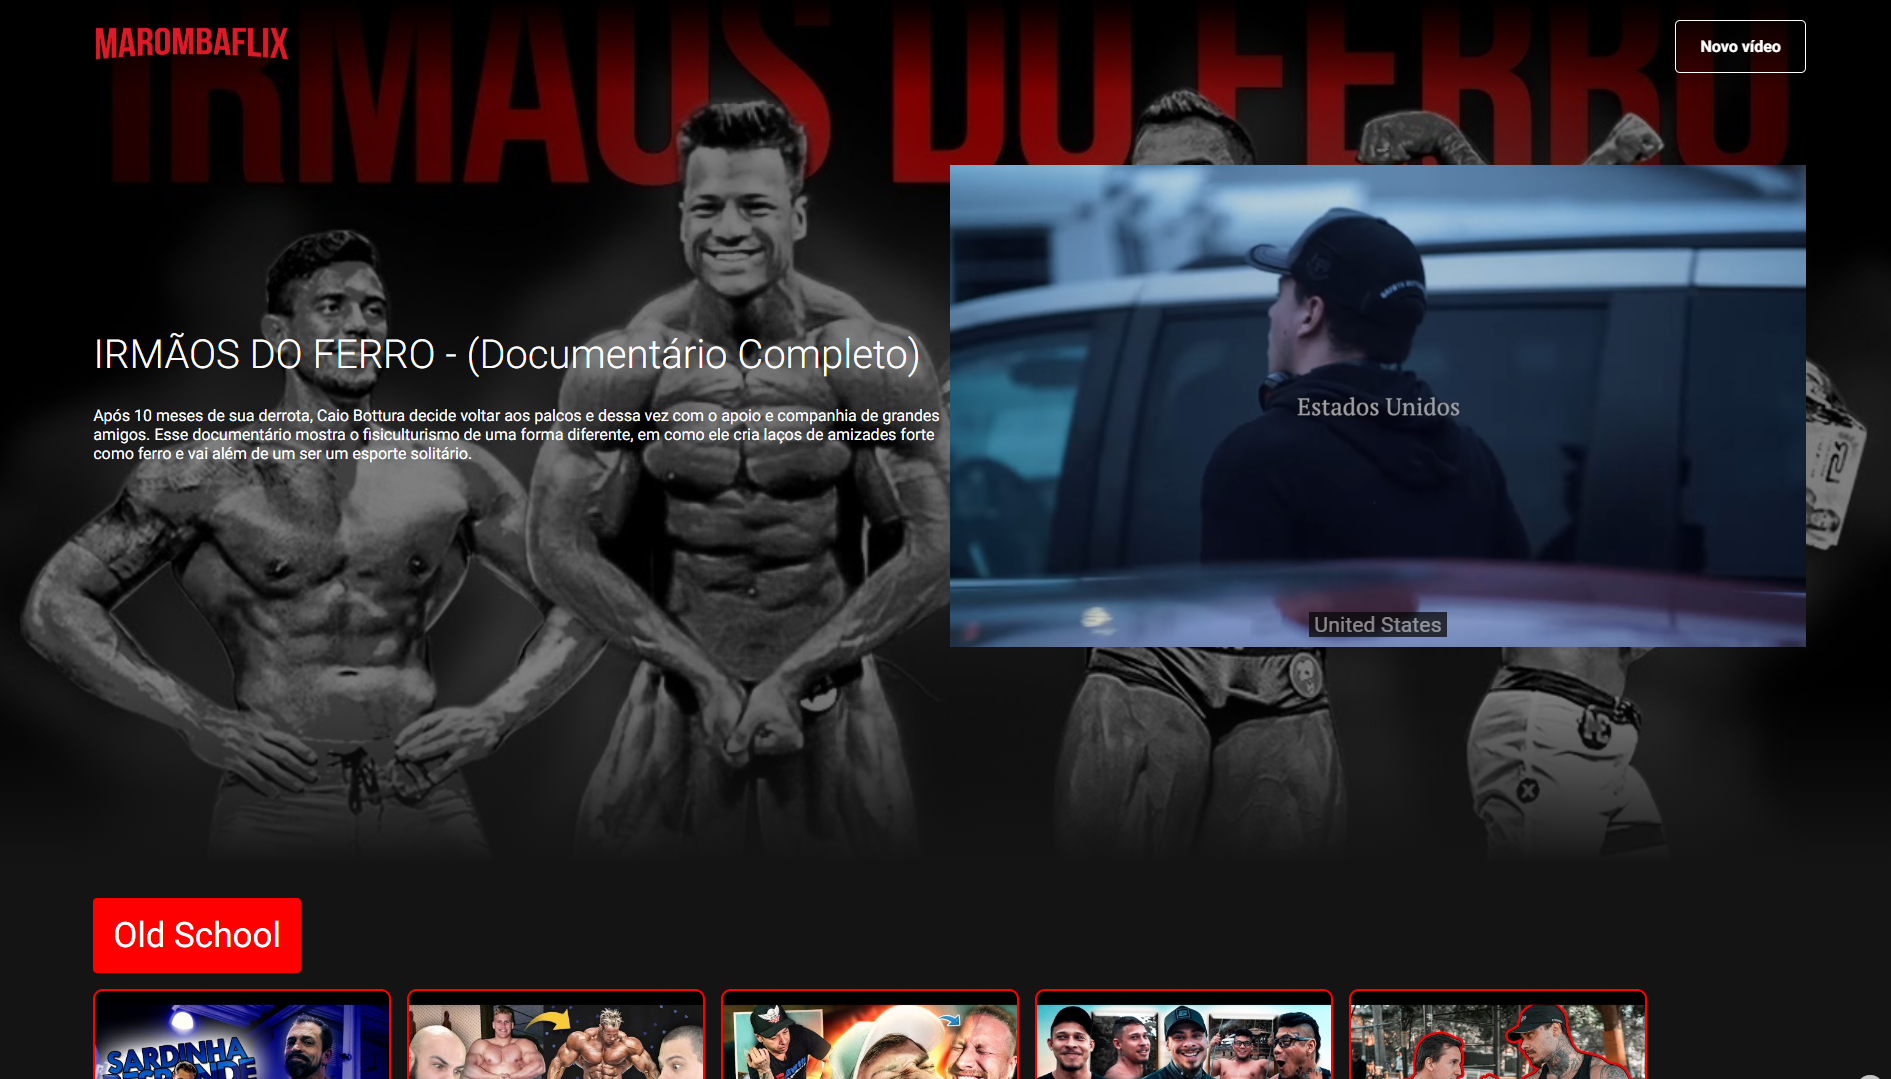 IRMÃOS DO FERRO
MAROMBAFLIX
Novo vídeo
IRMÃOS DO FERRO - (Documentário Completo)
Após 10 meses de sua derrota, Caio Bottura decide voltar aos palcos e dessa vez com o apoio e companhia de grandes
amigos. Esse documentário mostra o fisiculturismo de uma forma diferente, em como ele cria laços de amizades forte
como ferro e vai além de um ser um esporte solitário.
Estados Unidos
United States
Old School
SARDINHA
RESPONDE